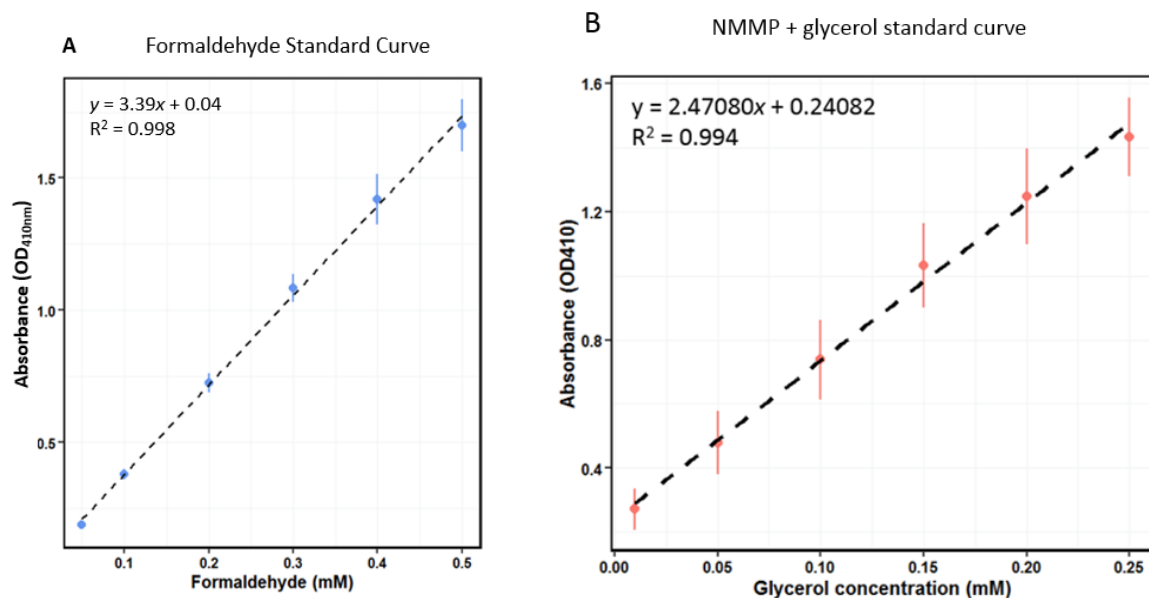 A Formaldehyde Standard Curve
y = 3.39x + 0.04
R² = 0.998
Absorbance (OD₄₁₀ₙₘ)
1.5
1.0
0.5
0.1 0.2 0.3 0.4 0.5
Formaldehyde (mM)
B NMMP + glycerol standard curve
y = 2.47080x + 0.24082
R² = 0.994
Absorbance (OD410)
1.6
1.2
0.8
0.4
0.00 0.05 0.10 0.15 0.20 0.25
Glycerol concentration (mM)